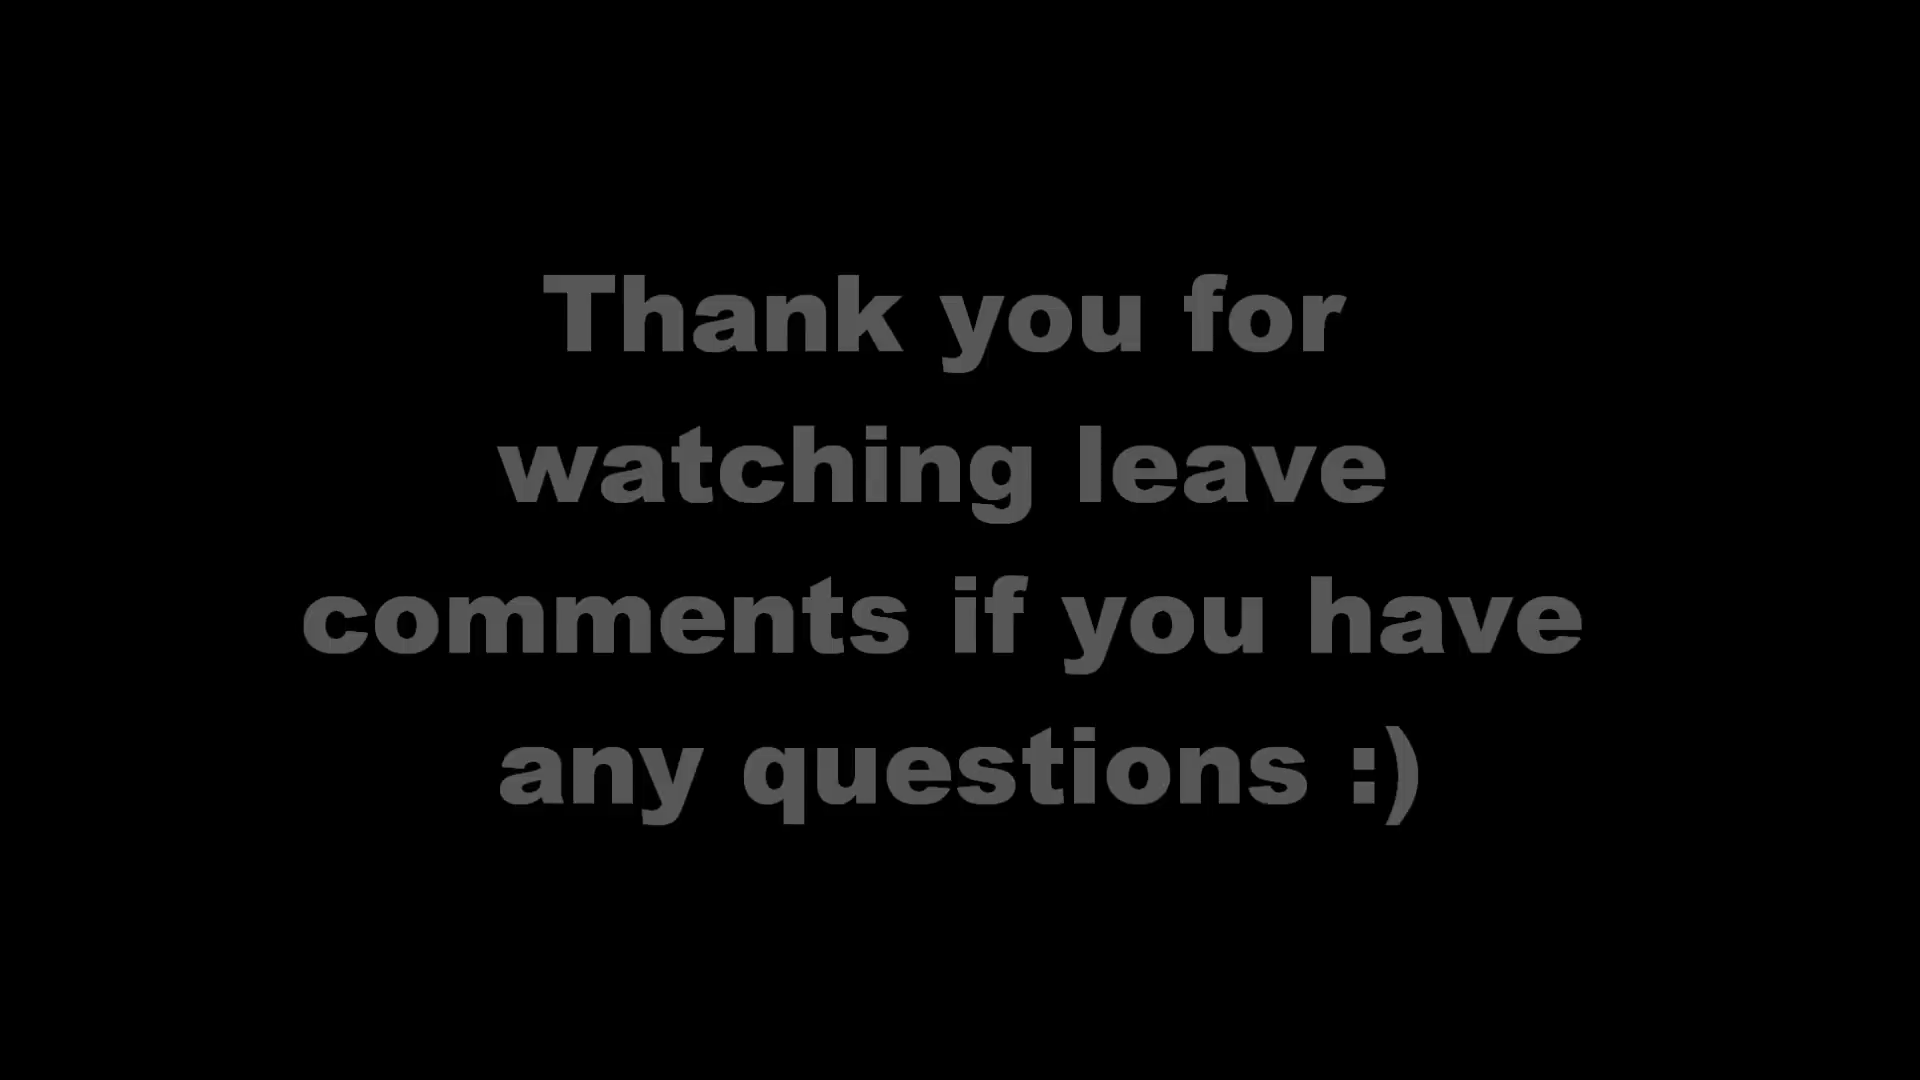 Thank you for
watching leave
comments if you have
any questions :)